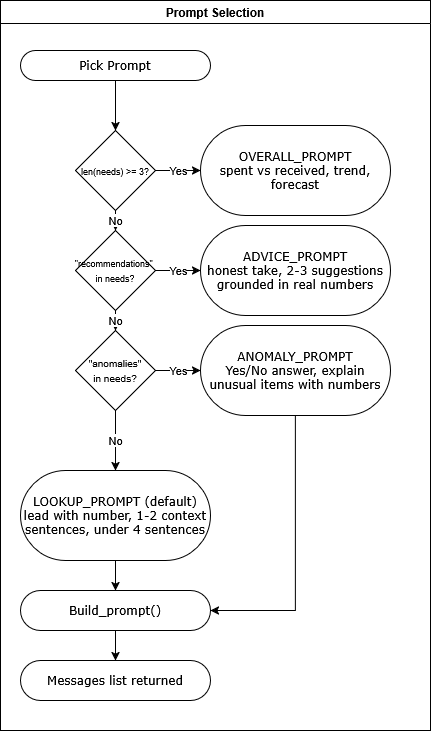 Prompt Selection
Pick Prompt
len(needs) >= 3?
Yes
OVERALL_PROMPT
spent vs received, trend,
forecast
No
"recommendations"
in needs?
Yes
ADVICE_PROMPT
honest take, 2-3 suggestions
grounded in real numbers
No
"anomalies"
in needs?
Yes
ANOMALY_PROMPT
Yes/No answer, explain
unusual items with numbers
No
LOOKUP_PROMPT (default)
lead with number, 1-2 context
sentences, under 4 sentences
Build_prompt()
Messages list returned